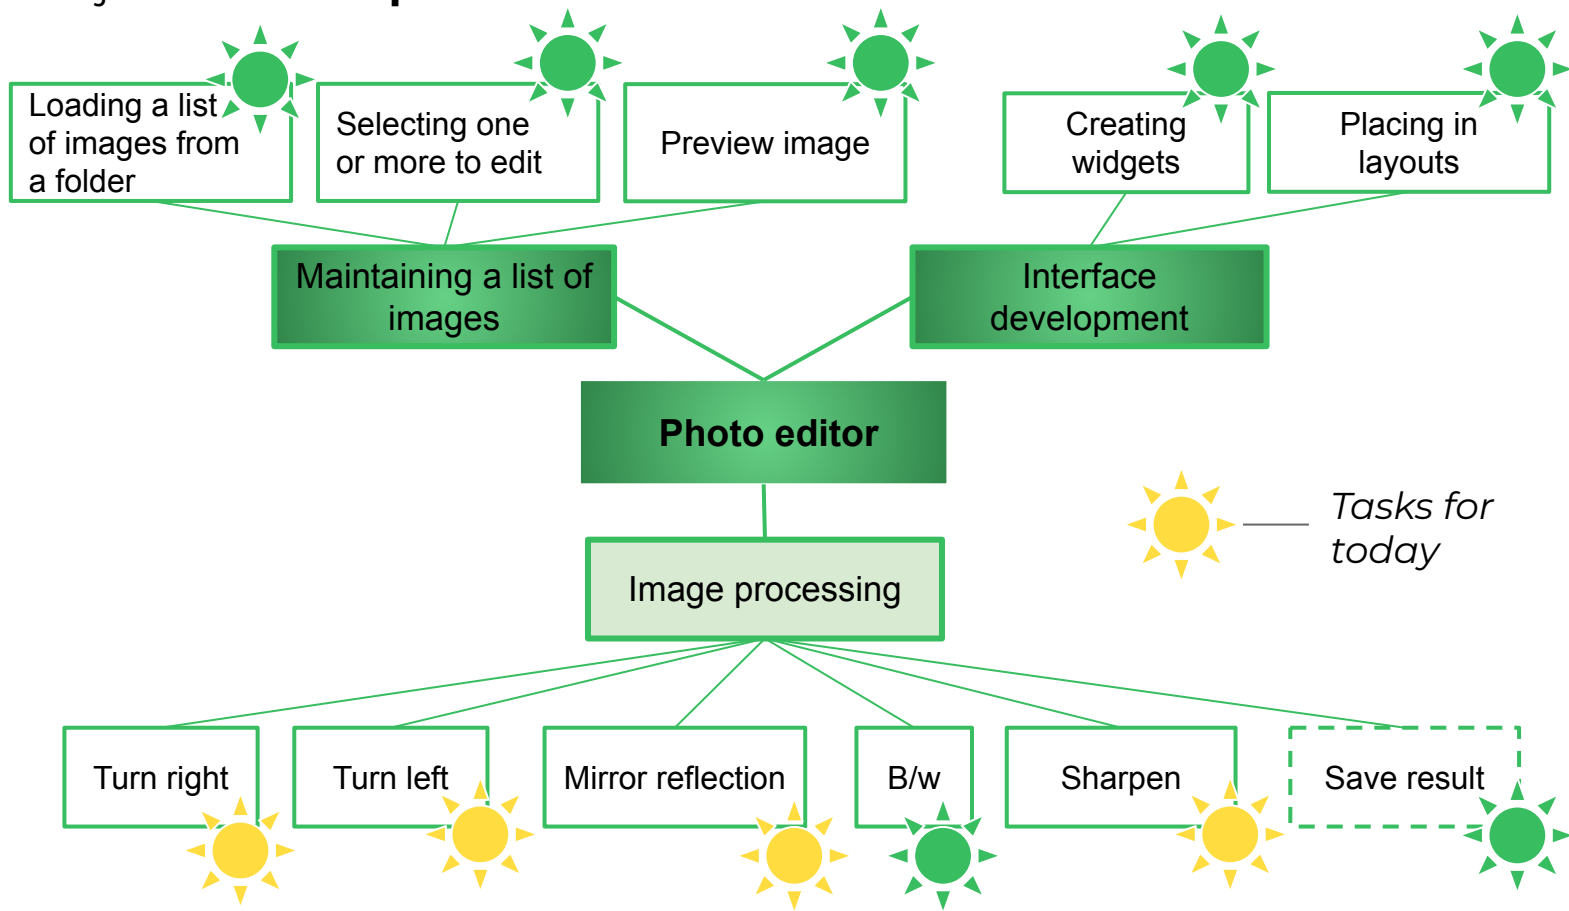 Loading a list
of images from
a folder
Selecting one
or more to edit
Preview image
Creating
widgets
Placing in
layouts
Maintaining a list of
images
Interface
development
Photo editor
Tasks for
today
Image processing
Turn right
Turn left
Mirror reflection
B/w
Sharpen
Save result